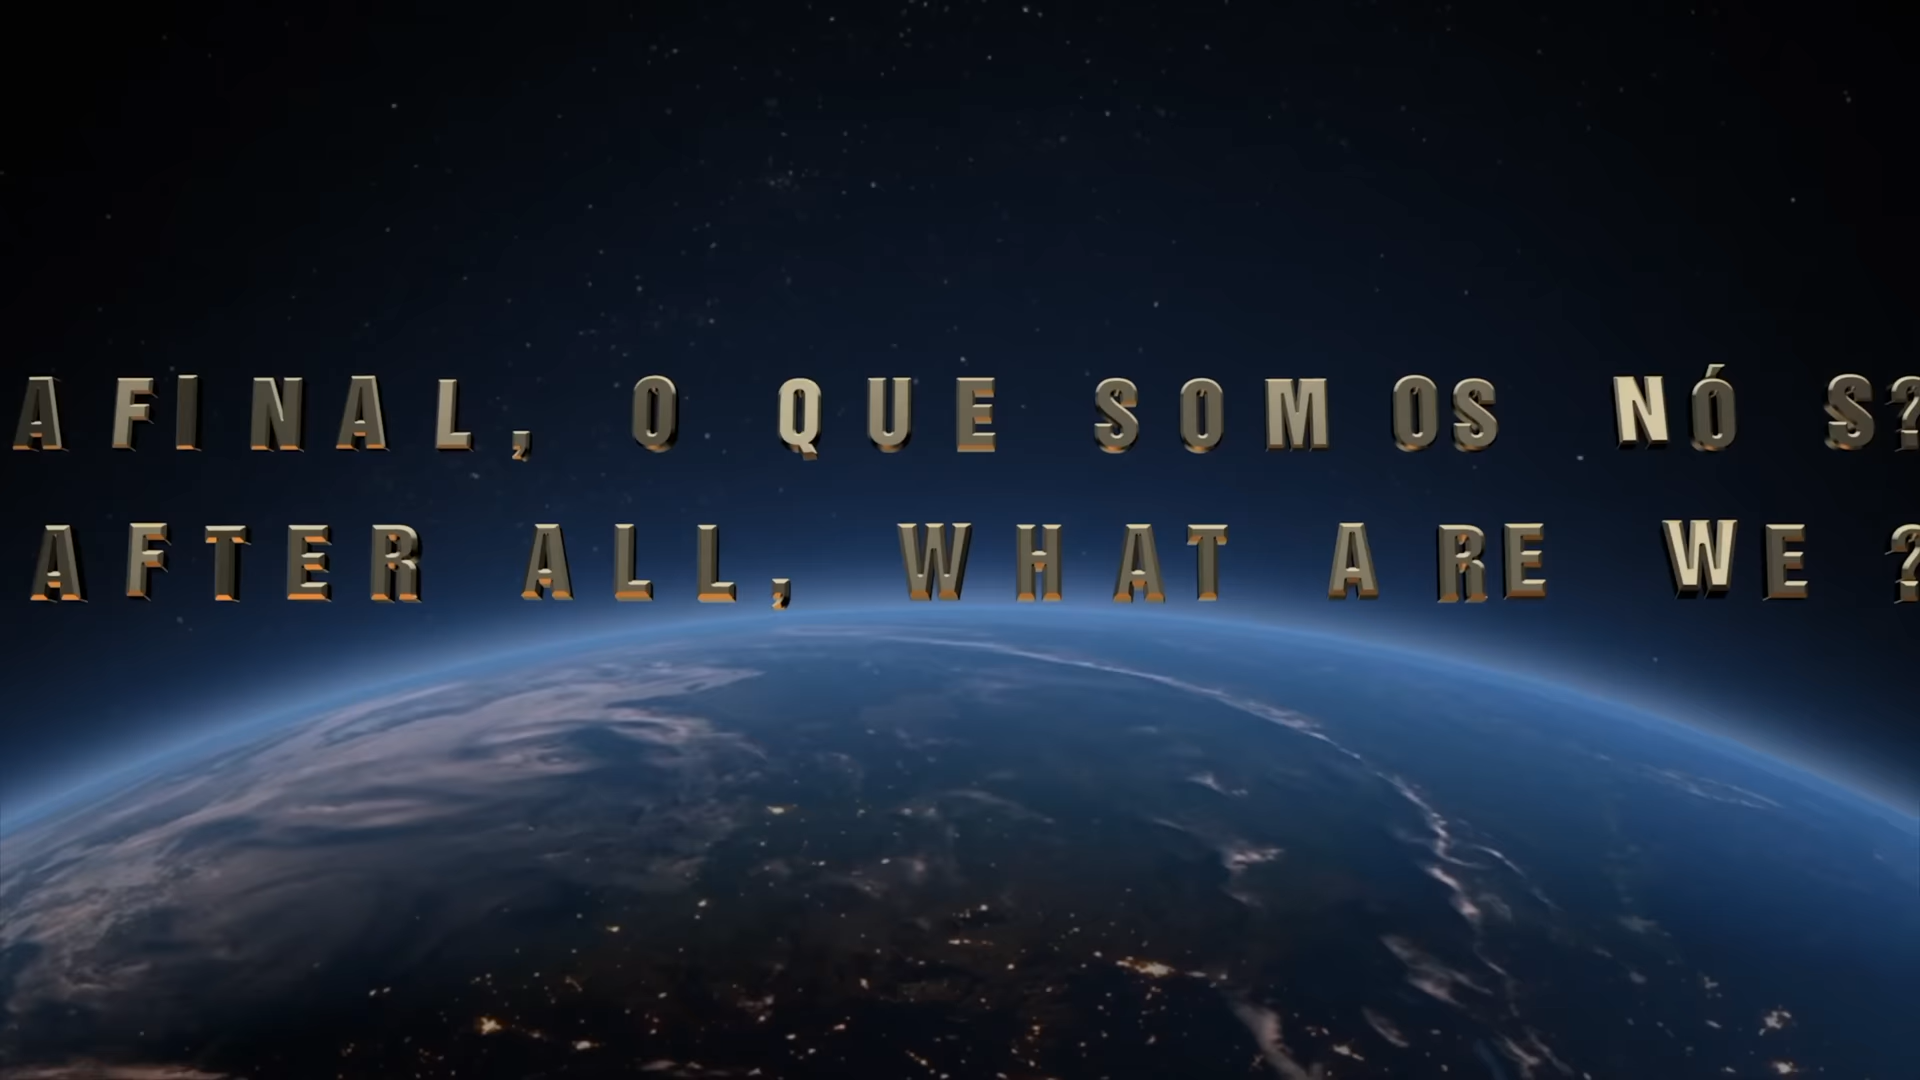 AFINAL, O QUE SOMOS NÓS?
AFTER ALL, WHAT ARE WE ?